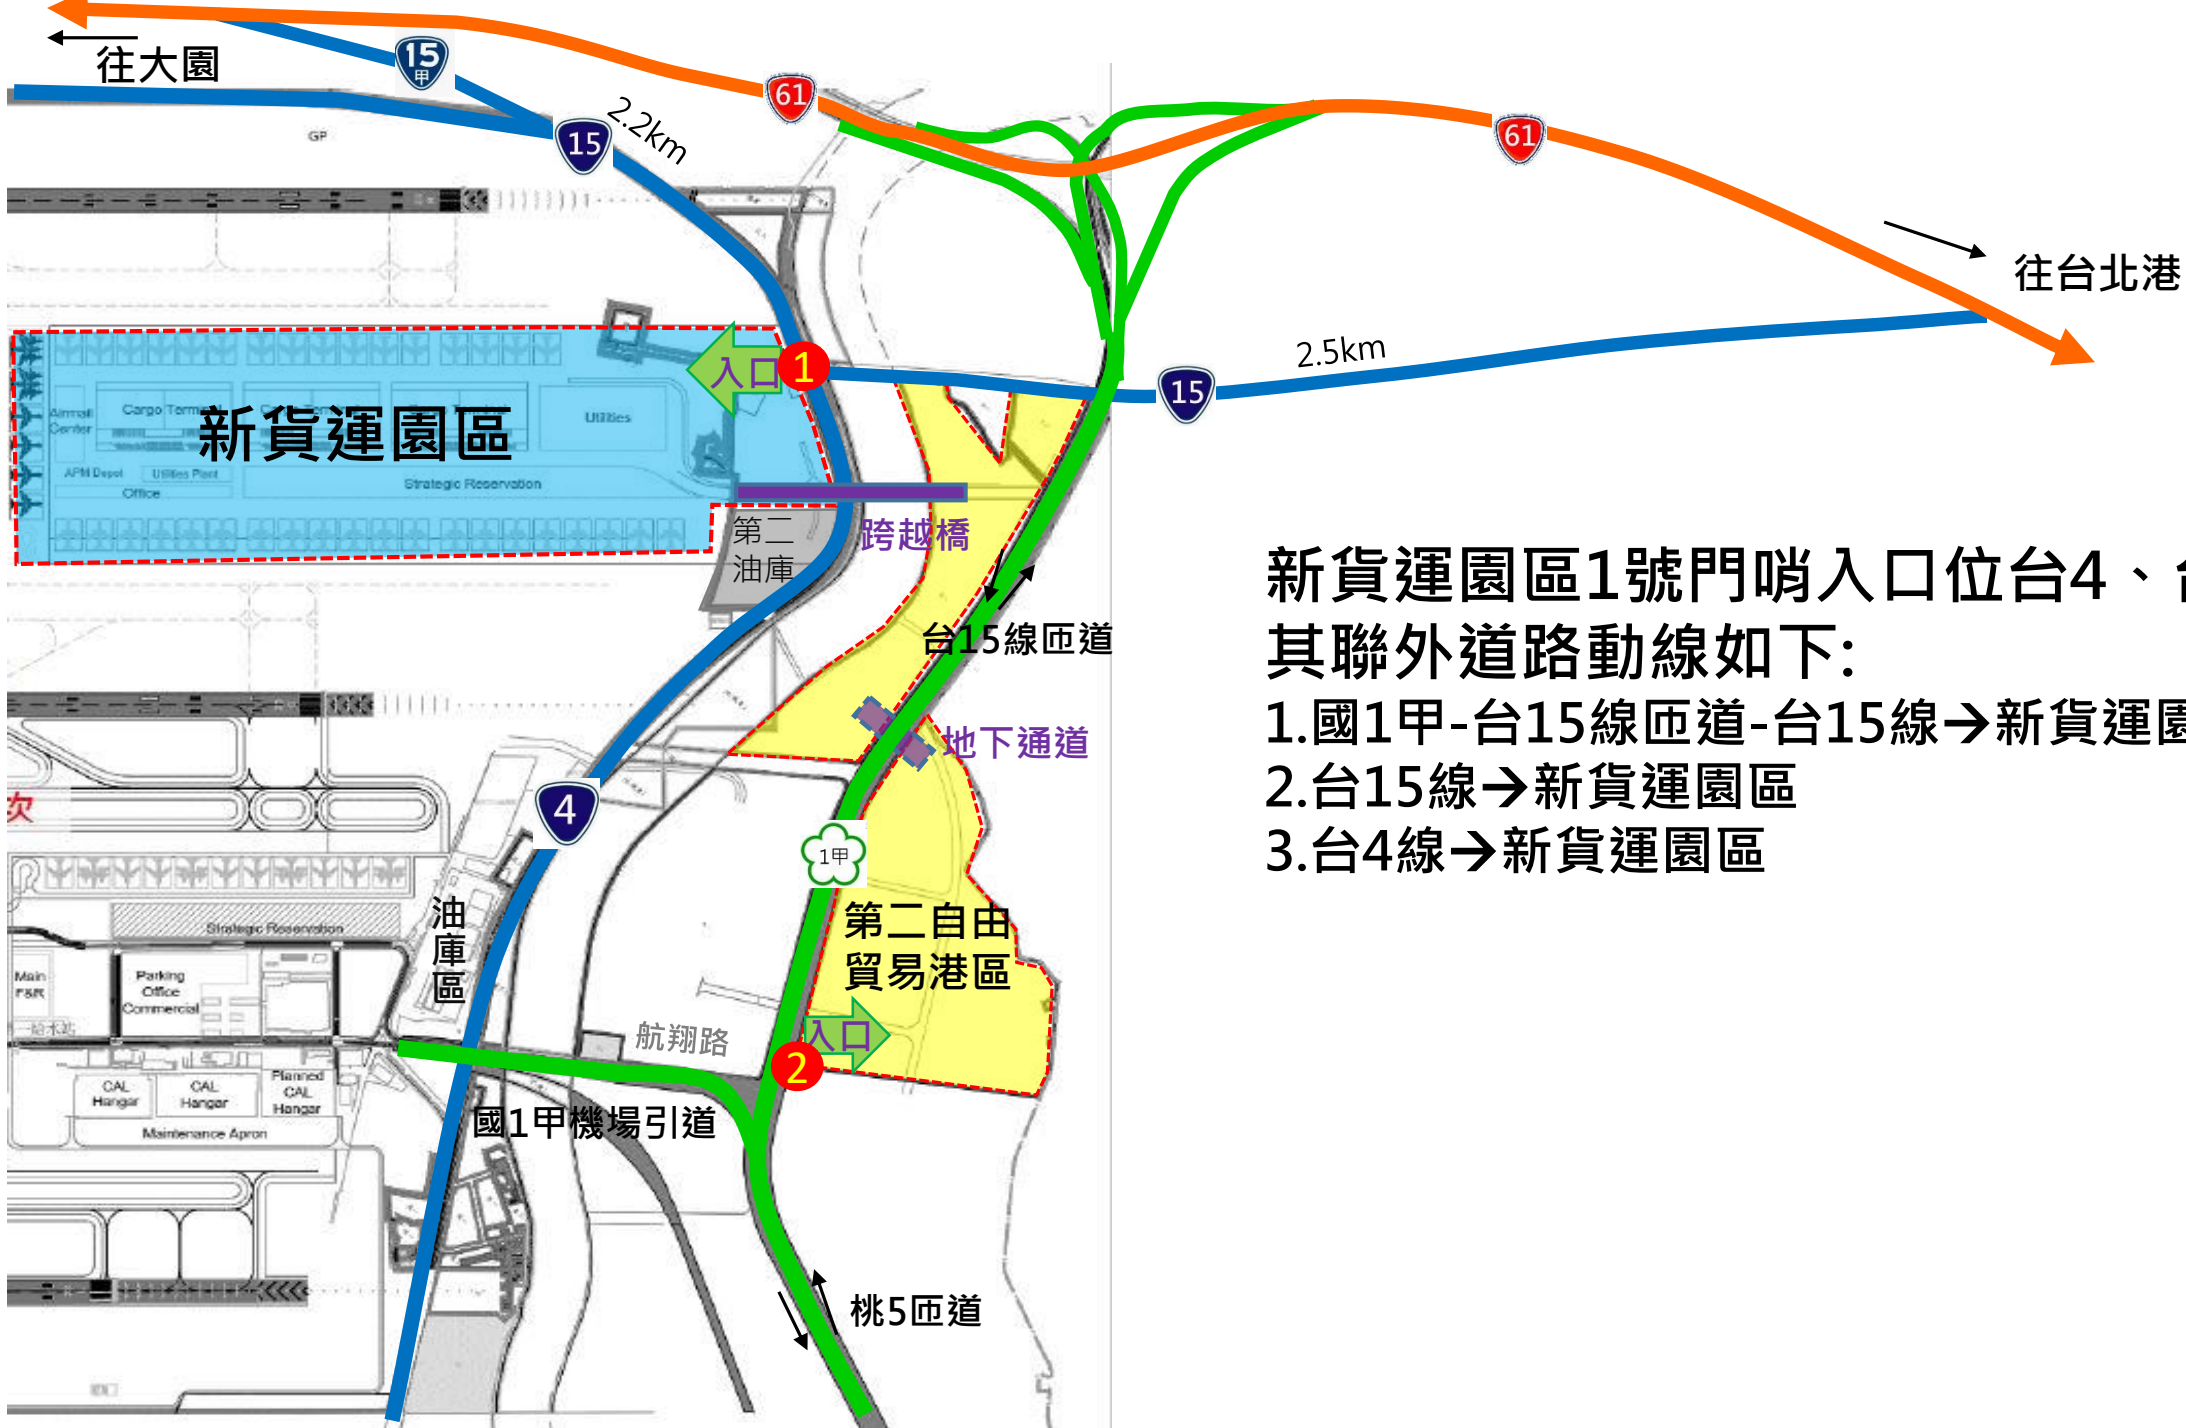 往大園
15
甲
61
2.2km
15
GP
61
往台北港
入口
1
2.5km
15
Airmail
Center
Cargo Terminal
Utilities
新貨運園區
APM Depot
Utilities Plant
Office
Strategic Reservation
第二
油庫
跨越橋
新貨運園區1號門哨入口位台4、
其聯外道路動線如下:
1.國1甲-台15線匝道-台15線→新貨運園
2.台15線→新貨運園區
3.台4線→新貨運園區
台15線匝道
地下通道
次
4
1甲
油庫區
Strategic Reservation
第二自由
貿易港區
Main
Parking
Office
Commercial
航翔路
入口
2
CAL
Hangar
CAL
Hangar
Planned
CAL
Hangar
Maintenance Apron
國1甲機場引道
桃5匝道